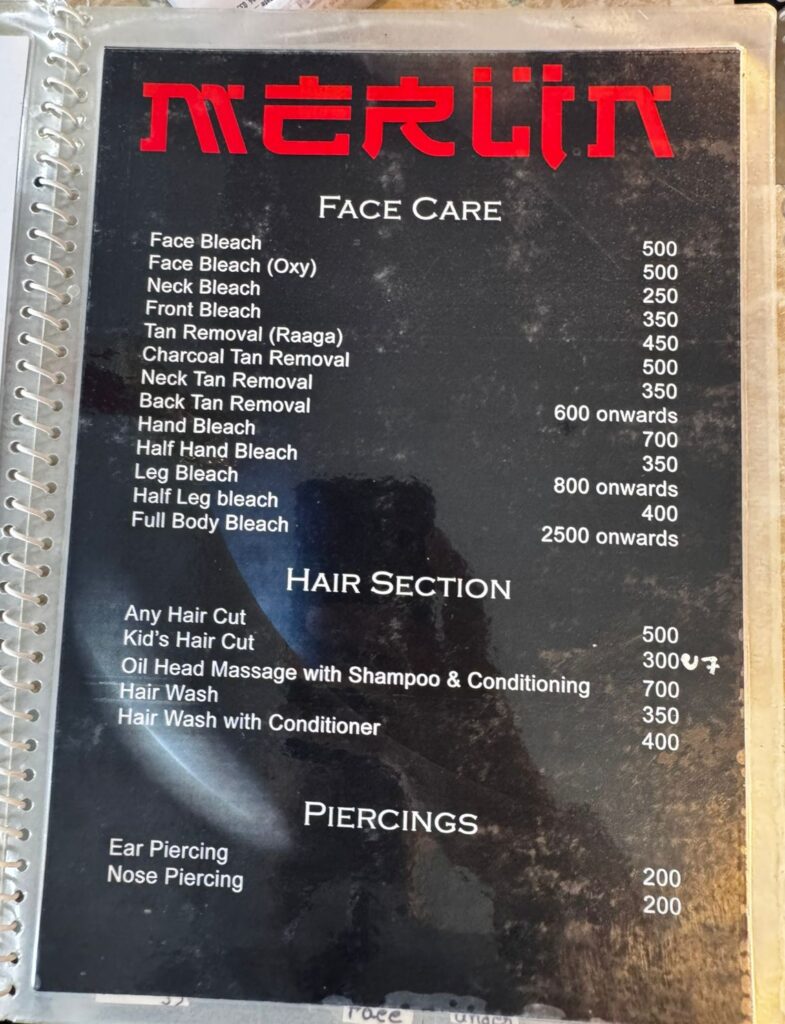 MERLIN
FACE CARE
Face Bleach 500
Face Bleach (Oxy) 500
Neck Bleach 250
Front Bleach 350
Tan Removal (Raaga) 450
Charcoal Tan Removal 500
Neck Tan Removal 350
Back Tan Removal 600 onwards
Hand Bleach 700
Half Hand Bleach 350
Leg Bleach 800 onwards
Half Leg bleach 400
Full Body Bleach 2500 onwards
HAIR SECTION
Any Hair Cut 500
Kid's Hair Cut 300 U7
Oil Head Massage with Shampoo & Conditioning 700
Hair Wash 350
Hair Wash with Conditioner 400
PIERCINGS
Ear Piercing 200
Nose Piercing 200